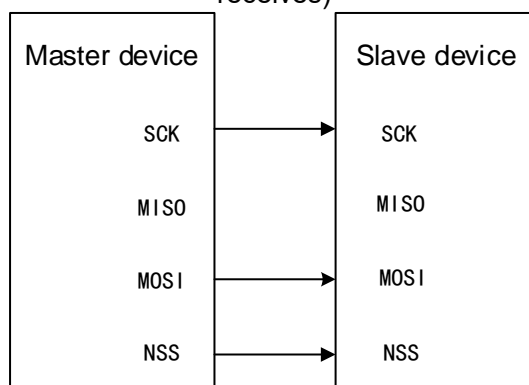 receives)
Master device
Slave device
SCK
SCK
MISO
MISO
MOSI
MOSI
NSS
NSS